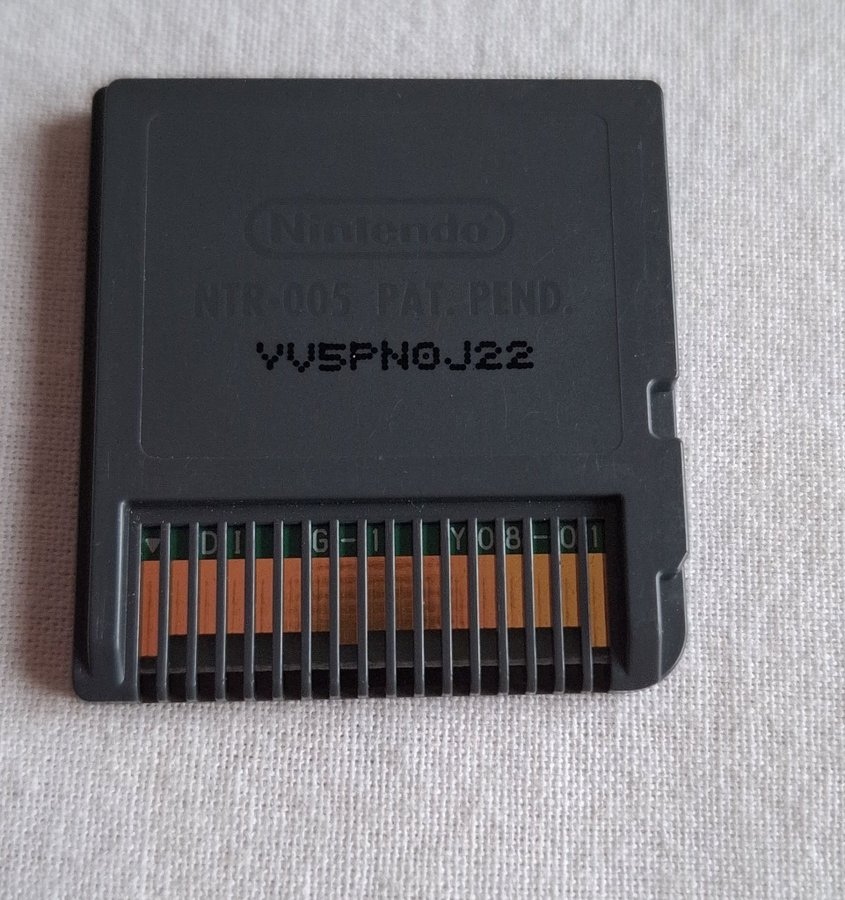 Nintendo
NTR-005 PAT. PEND.
YV5PN0J22
▼ DI G-1 Y08-01